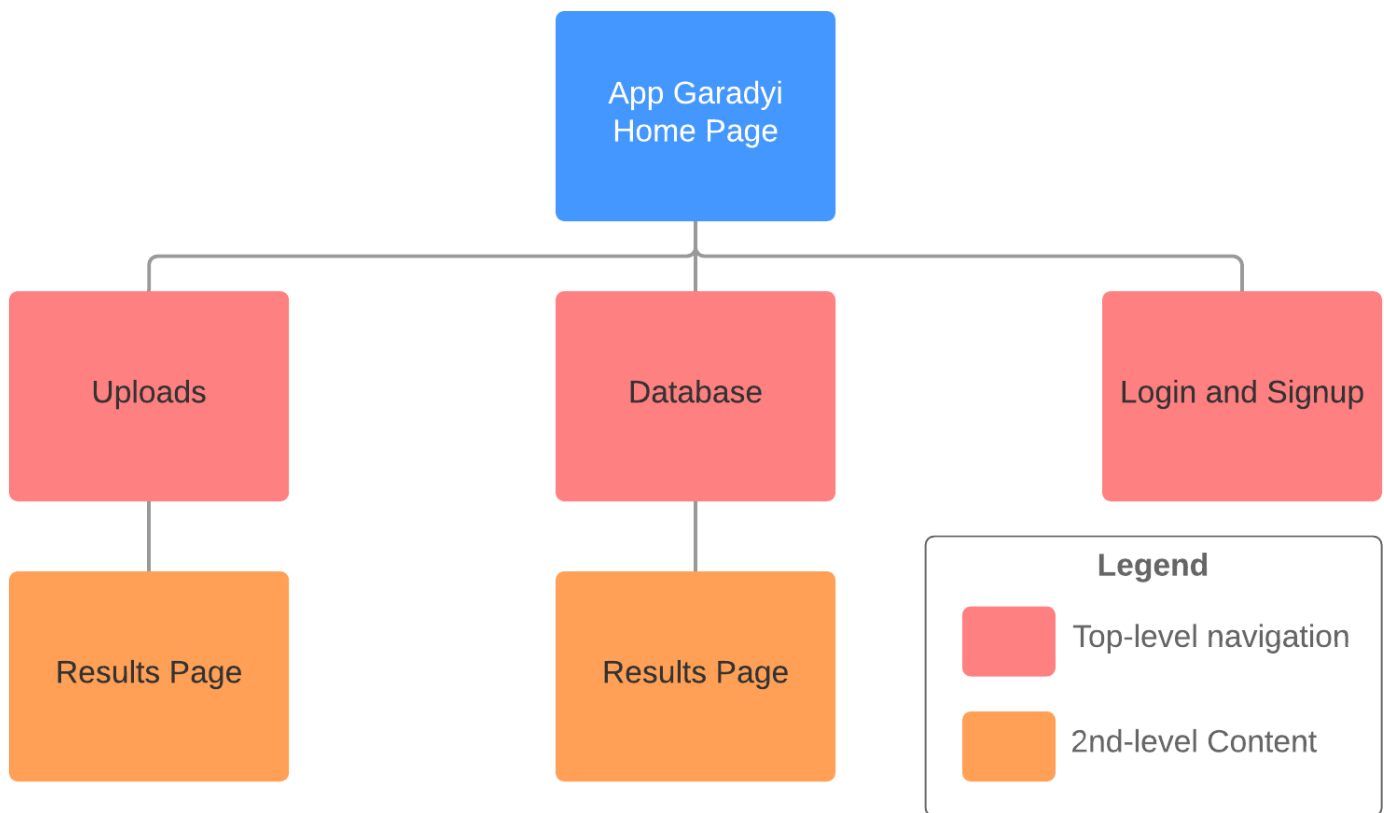 App Garadyi
Home Page
Uploads
Database
Login and Signup
Results Page
Results Page
Legend
Top-level navigation
2nd-level Content